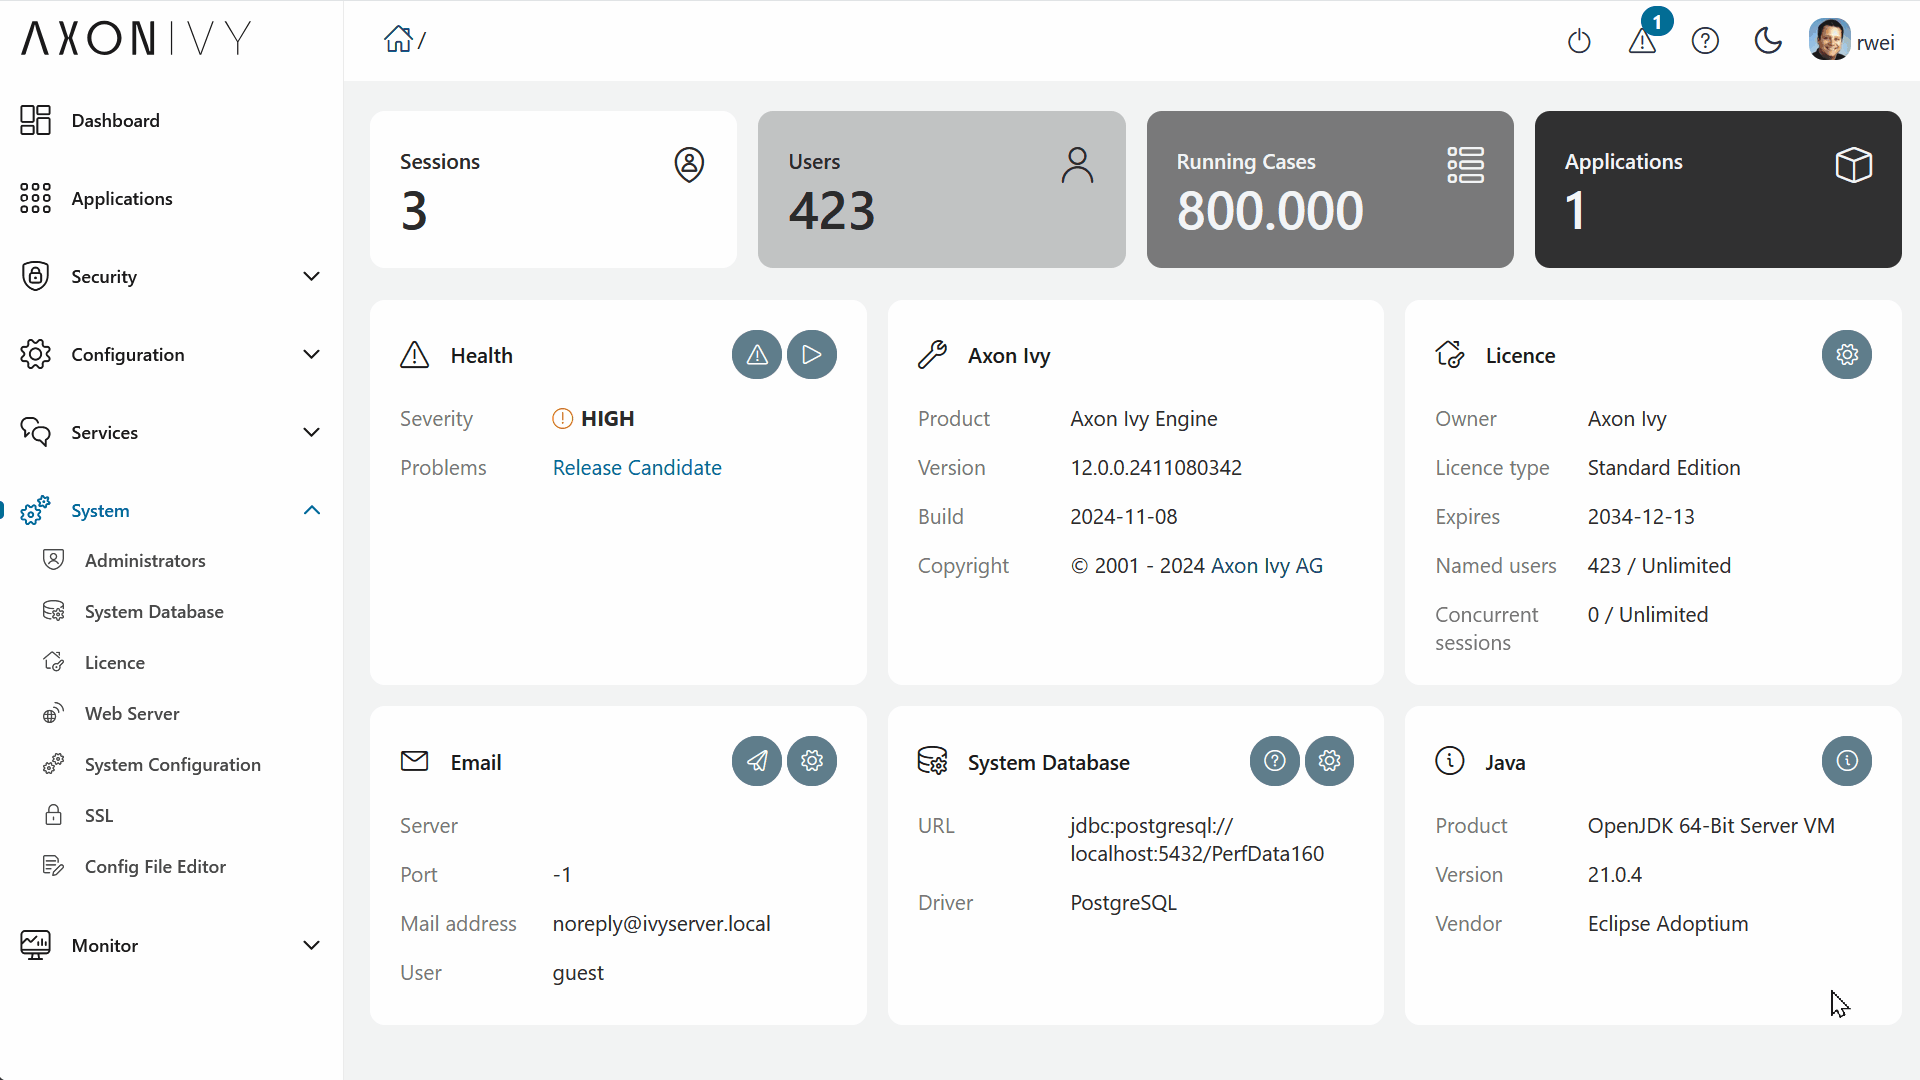 AXONIVY
/
1
rwei
Dashboard
Applications
Security
Configuration
Services
System
Administrators
System Database
Licence
Web Server
System Configuration
SSL
Config File Editor
Monitor
Sessions
3
Users
423
Running Cases
800.000
Applications
1
Health
Severity HIGH
Problems Release Candidate
Axon Ivy
Product Axon Ivy Engine
Version 12.0.0.2411080342
Build 2024-11-08
Copyright © 2001 - 2024 Axon Ivy AG
Licence
Owner Axon Ivy
Licence type Standard Edition
Expires 2034-12-13
Named users 423 / Unlimited
Concurrent 0 / Unlimited
sessions
Email
Server
Port -1
Mail address noreply@ivyserver.local
User guest
System Database
URL jdbc:postgresql://
localhost:5432/PerfData160
Driver PostgreSQL
Java
Product OpenJDK 64-Bit Server VM
Version 21.0.4
Vendor Eclipse Adoptium